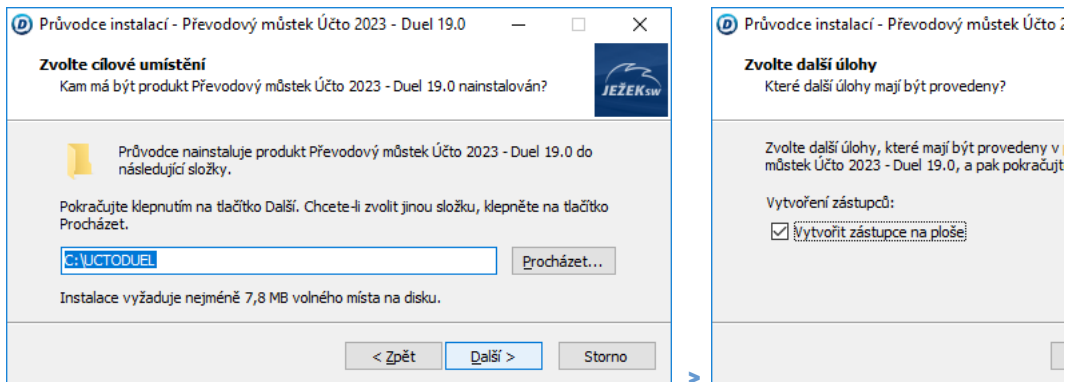 Průvodce instalací - Převodový můstek Účto 2023 - Duel 19.0
Zvolte cílové umístění
Kam má být produkt Převodový můstek Účto 2023 - Duel 19.0 nainstalován?
JEŽEKSW
Průvodce nainstaluje produkt Převodový můstek Účto 2023 - Duel 19.0 do
následující složky.
Pokračujte klepnutím na tlačítko Další. Chcete-li zvolit jinou složku, klepněte na tlačítko
Procházet.
C:\UCTODUEL
Procházet...
Instalace vyžaduje nejméně 7,8 MB volného místa na disku.
< Zpět
Další >
Storno
>
Průvodce instalací - Převodový můstek Účto
Zvolte další úlohy
Které další úlohy mají být provedeny?
Zvolte další úlohy, které mají být provedeny v
můstek Účto 2023 - Duel 19.0, a pak pokračujt
Vytvoření zástupců:
Vytvořit zástupce na ploše